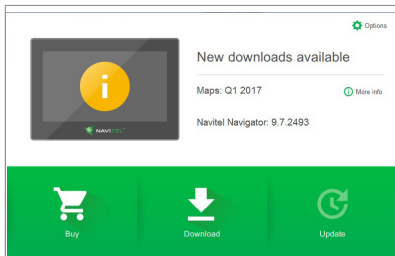 Options
New downloads available
Maps: Q1 2017
More info
NAVITEL
Navitel Navigator: 9.7.2493
Buy
Download
Update